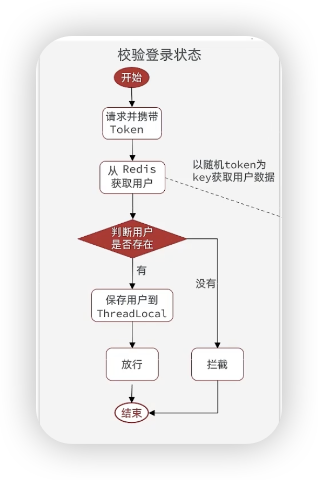 校验登录状态
开始
请求并携带
Token
从 Redis
获取用户
以随机token为
key获取用户数据
判断用户
是否存在
有
没有
保存用户到
ThreadLocal
放行
拦截
结束